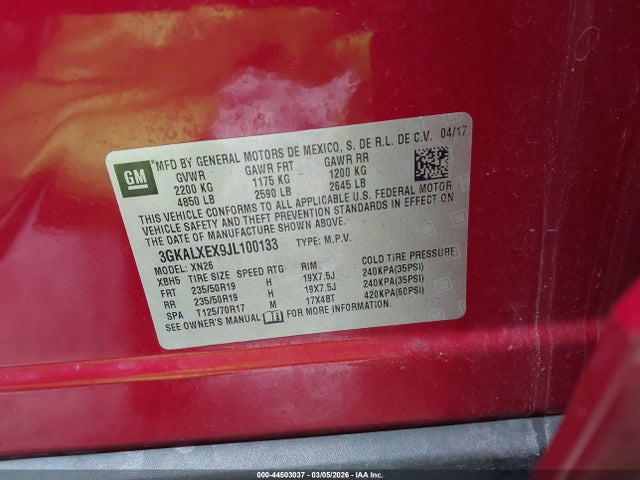 GM
MFD BY GENERAL MOTORS DE MEXICO, S. DE R.L. DE C.V. 04/17
GVWR GAWR FRT GAWR RR
2200 KG 1175 KG 1200 KG
4850 LB 2590 LB 2645 LB
THIS VEHICLE CONFORMS TO ALL APPLICABLE U.S. FEDERAL MOTOR
VEHICLE SAFETY AND THEFT PREVENTION STANDARDS IN EFFECT ON
THE DATE OF MANUFACTURE SHOWN ABOVE.
3GKALXEX9JL100133 TYPE: M.P.V.
MODEL: XN26
XBH5 TIRE SIZE SPEED RTG RIM COLD TIRE PRESSURE
FRT 235/50R19 H 19X7.5J 240KPA(35PSI)
RR 235/50R19 H 19X7.5J 240KPA(35PSI)
SPA T125/70R17 M 17X4BT 420KPA(60PSI)
SEE OWNER'S MANUAL FOR MORE INFORMATION.
000-44503037 - 03/05/2026 - IAA Inc.